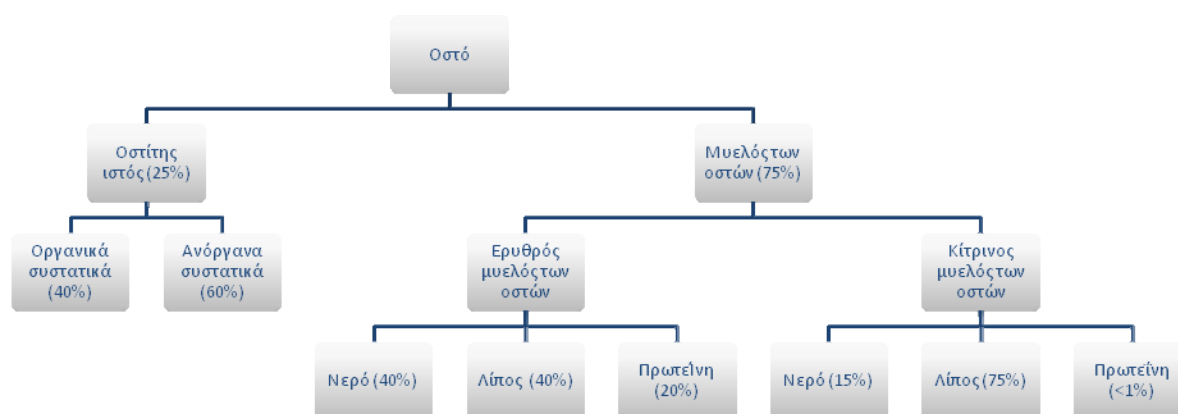 Οστό
Οστίτης
ιστός (25%)
Μυελός των
οστών (75%)
Οργανικά
συστατικά
(40%)
Ανόργανα
συστατικά
(60%)
Ερυθρός
μυελός των
οστών
Κίτρινος
μυελός των
οστών
Νερό (40%)
Λίπος (40%)
Πρωτεΐνη
(20%)
Νερό (15%)
Λίπος (75%)
Πρωτεΐνη
(<1%)